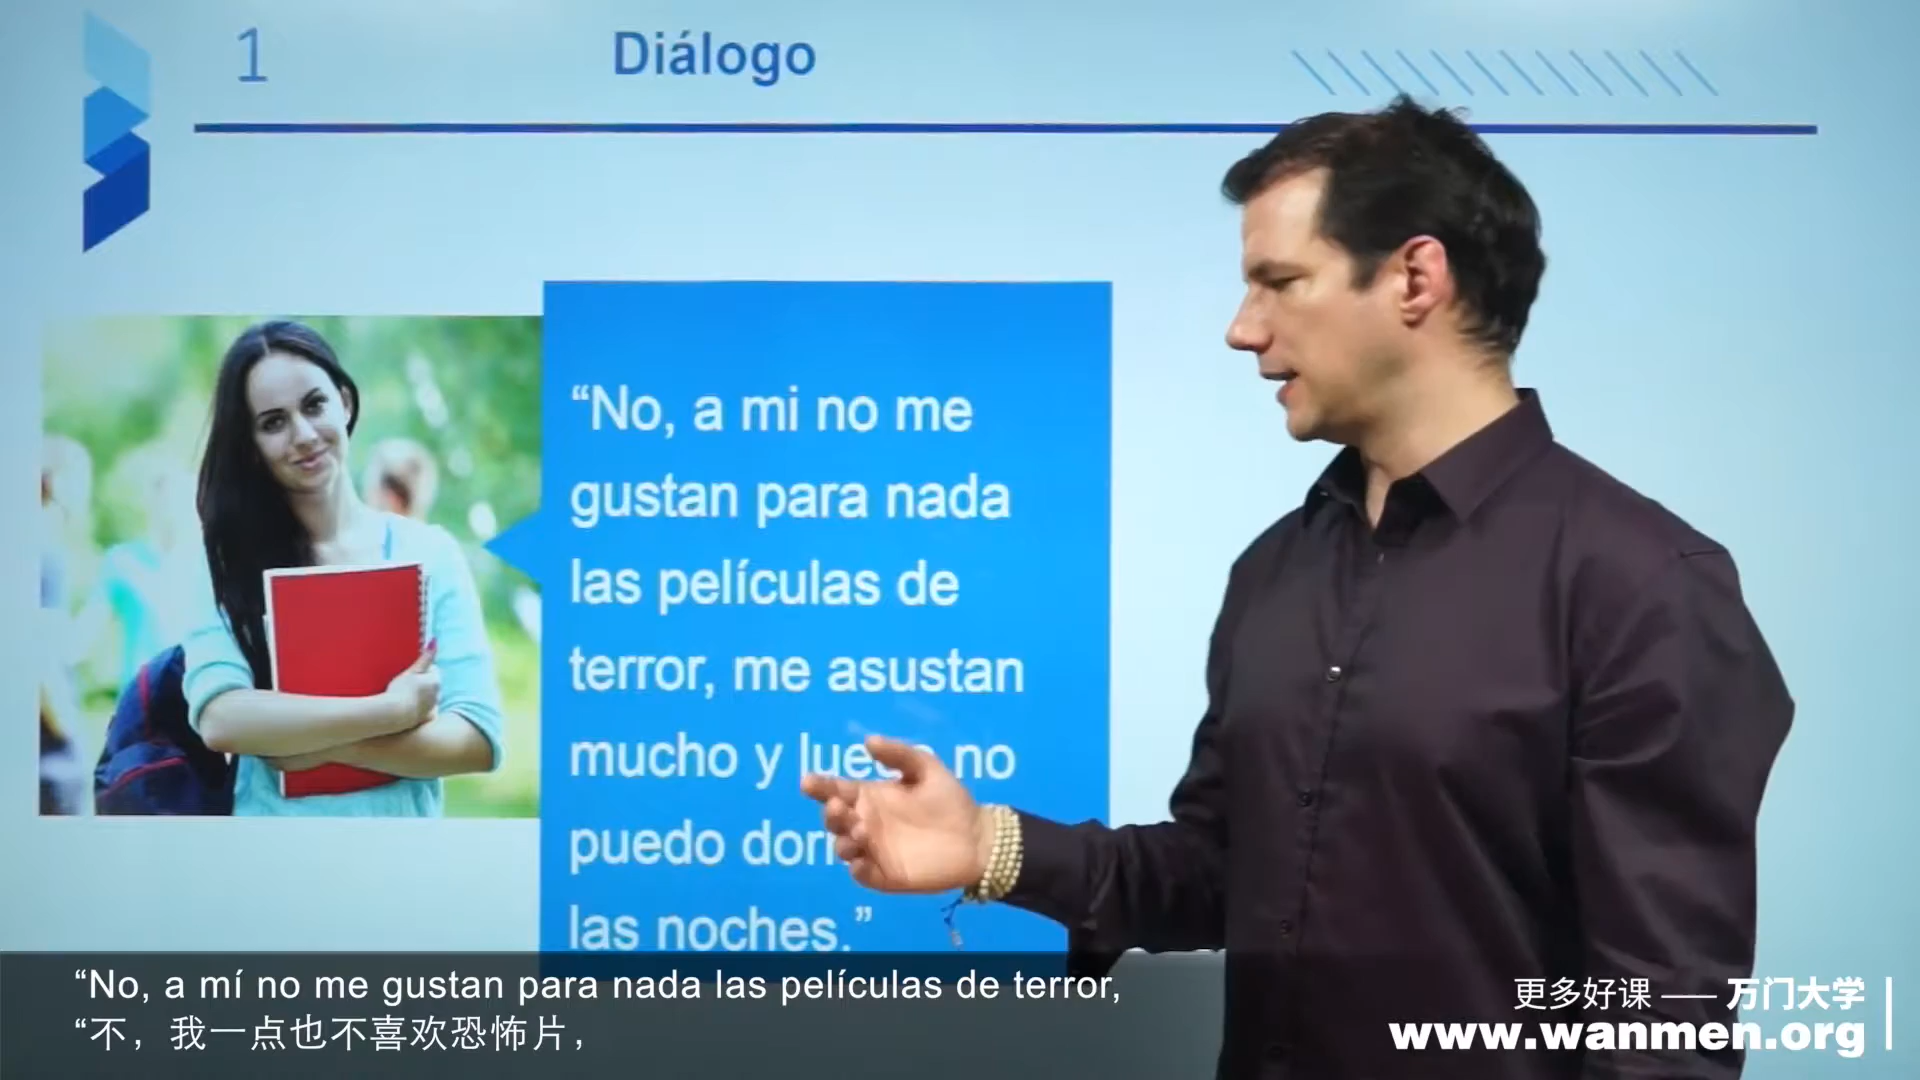 1
Diálogo
“No, a mi no me
gustan para nada
las películas de
terror, me asustan
mucho y no
puedo
las noches.”
“No, a mí no me gustan para nada las películas de terror,
“不，我一点也不喜欢恐怖片，
更多好课 —— 万门大学
www.wanmen.org